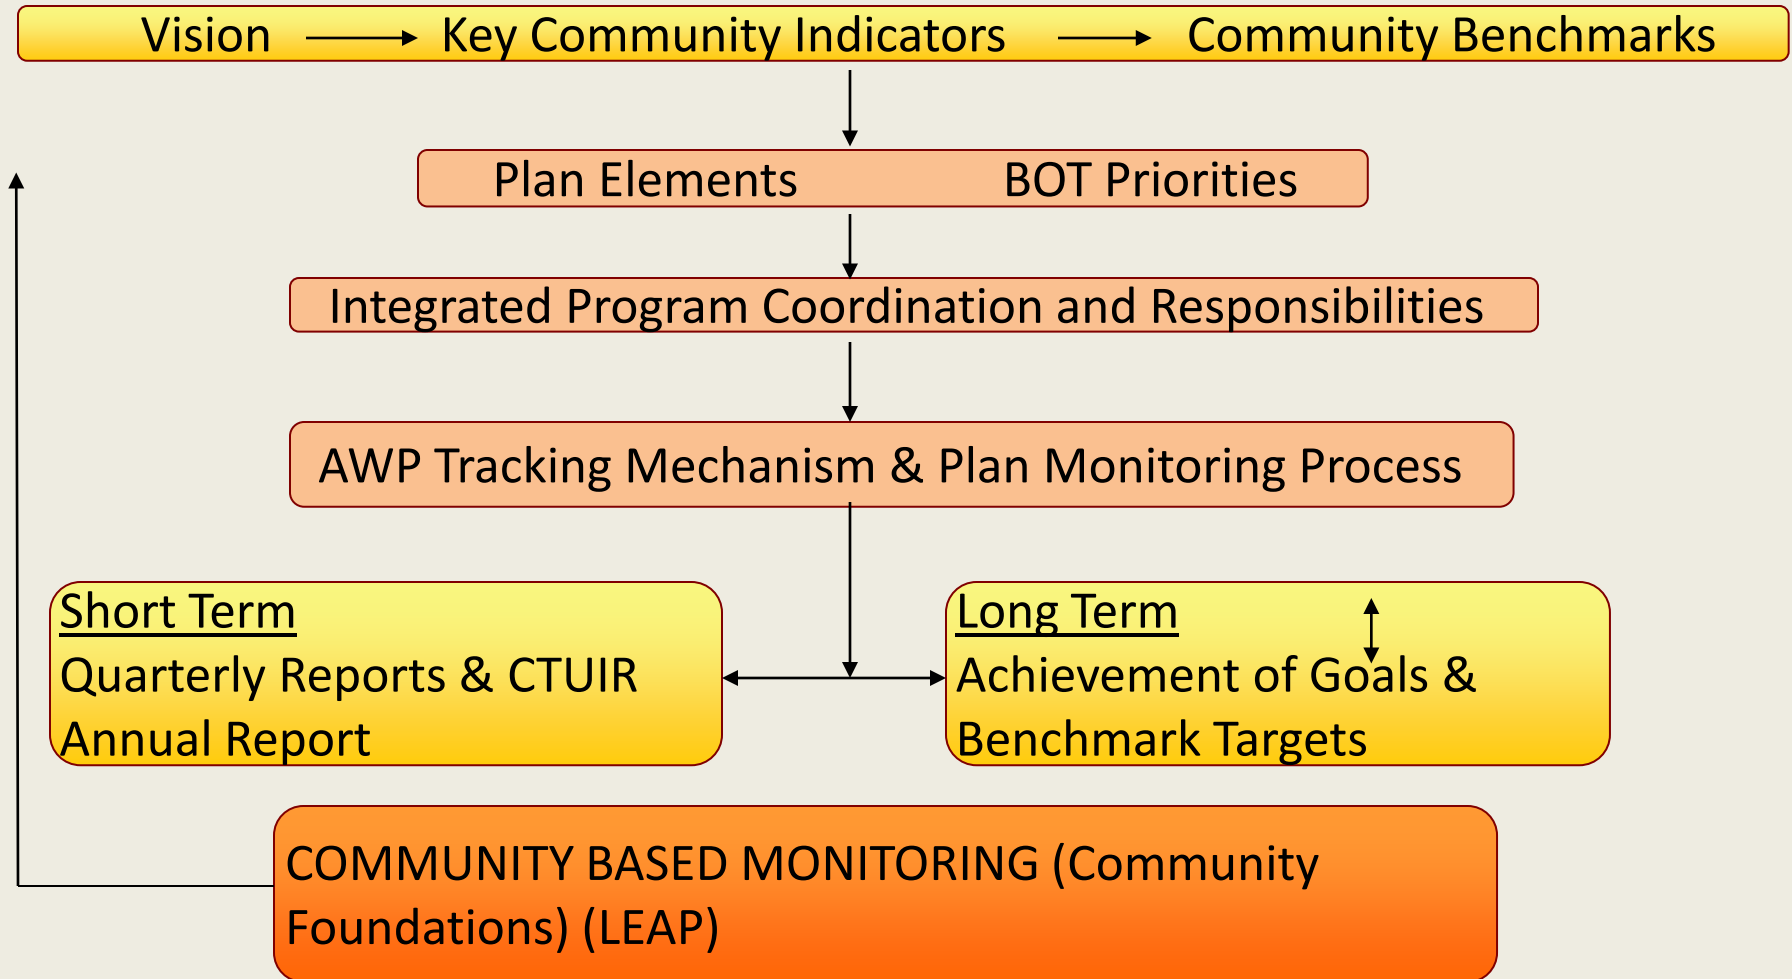 Vision Key Community Indicators Community Benchmarks
Plan Elements BOT Priorities
Integrated Program Coordination and Responsibilities
AWP Tracking Mechanism & Plan Monitoring Process
Short Term
Quarterly Reports & CTUIR
Annual Report
Long Term
Achievement of Goals &
Benchmark Targets
COMMUNITY BASED MONITORING (Community
Foundations) (LEAP)